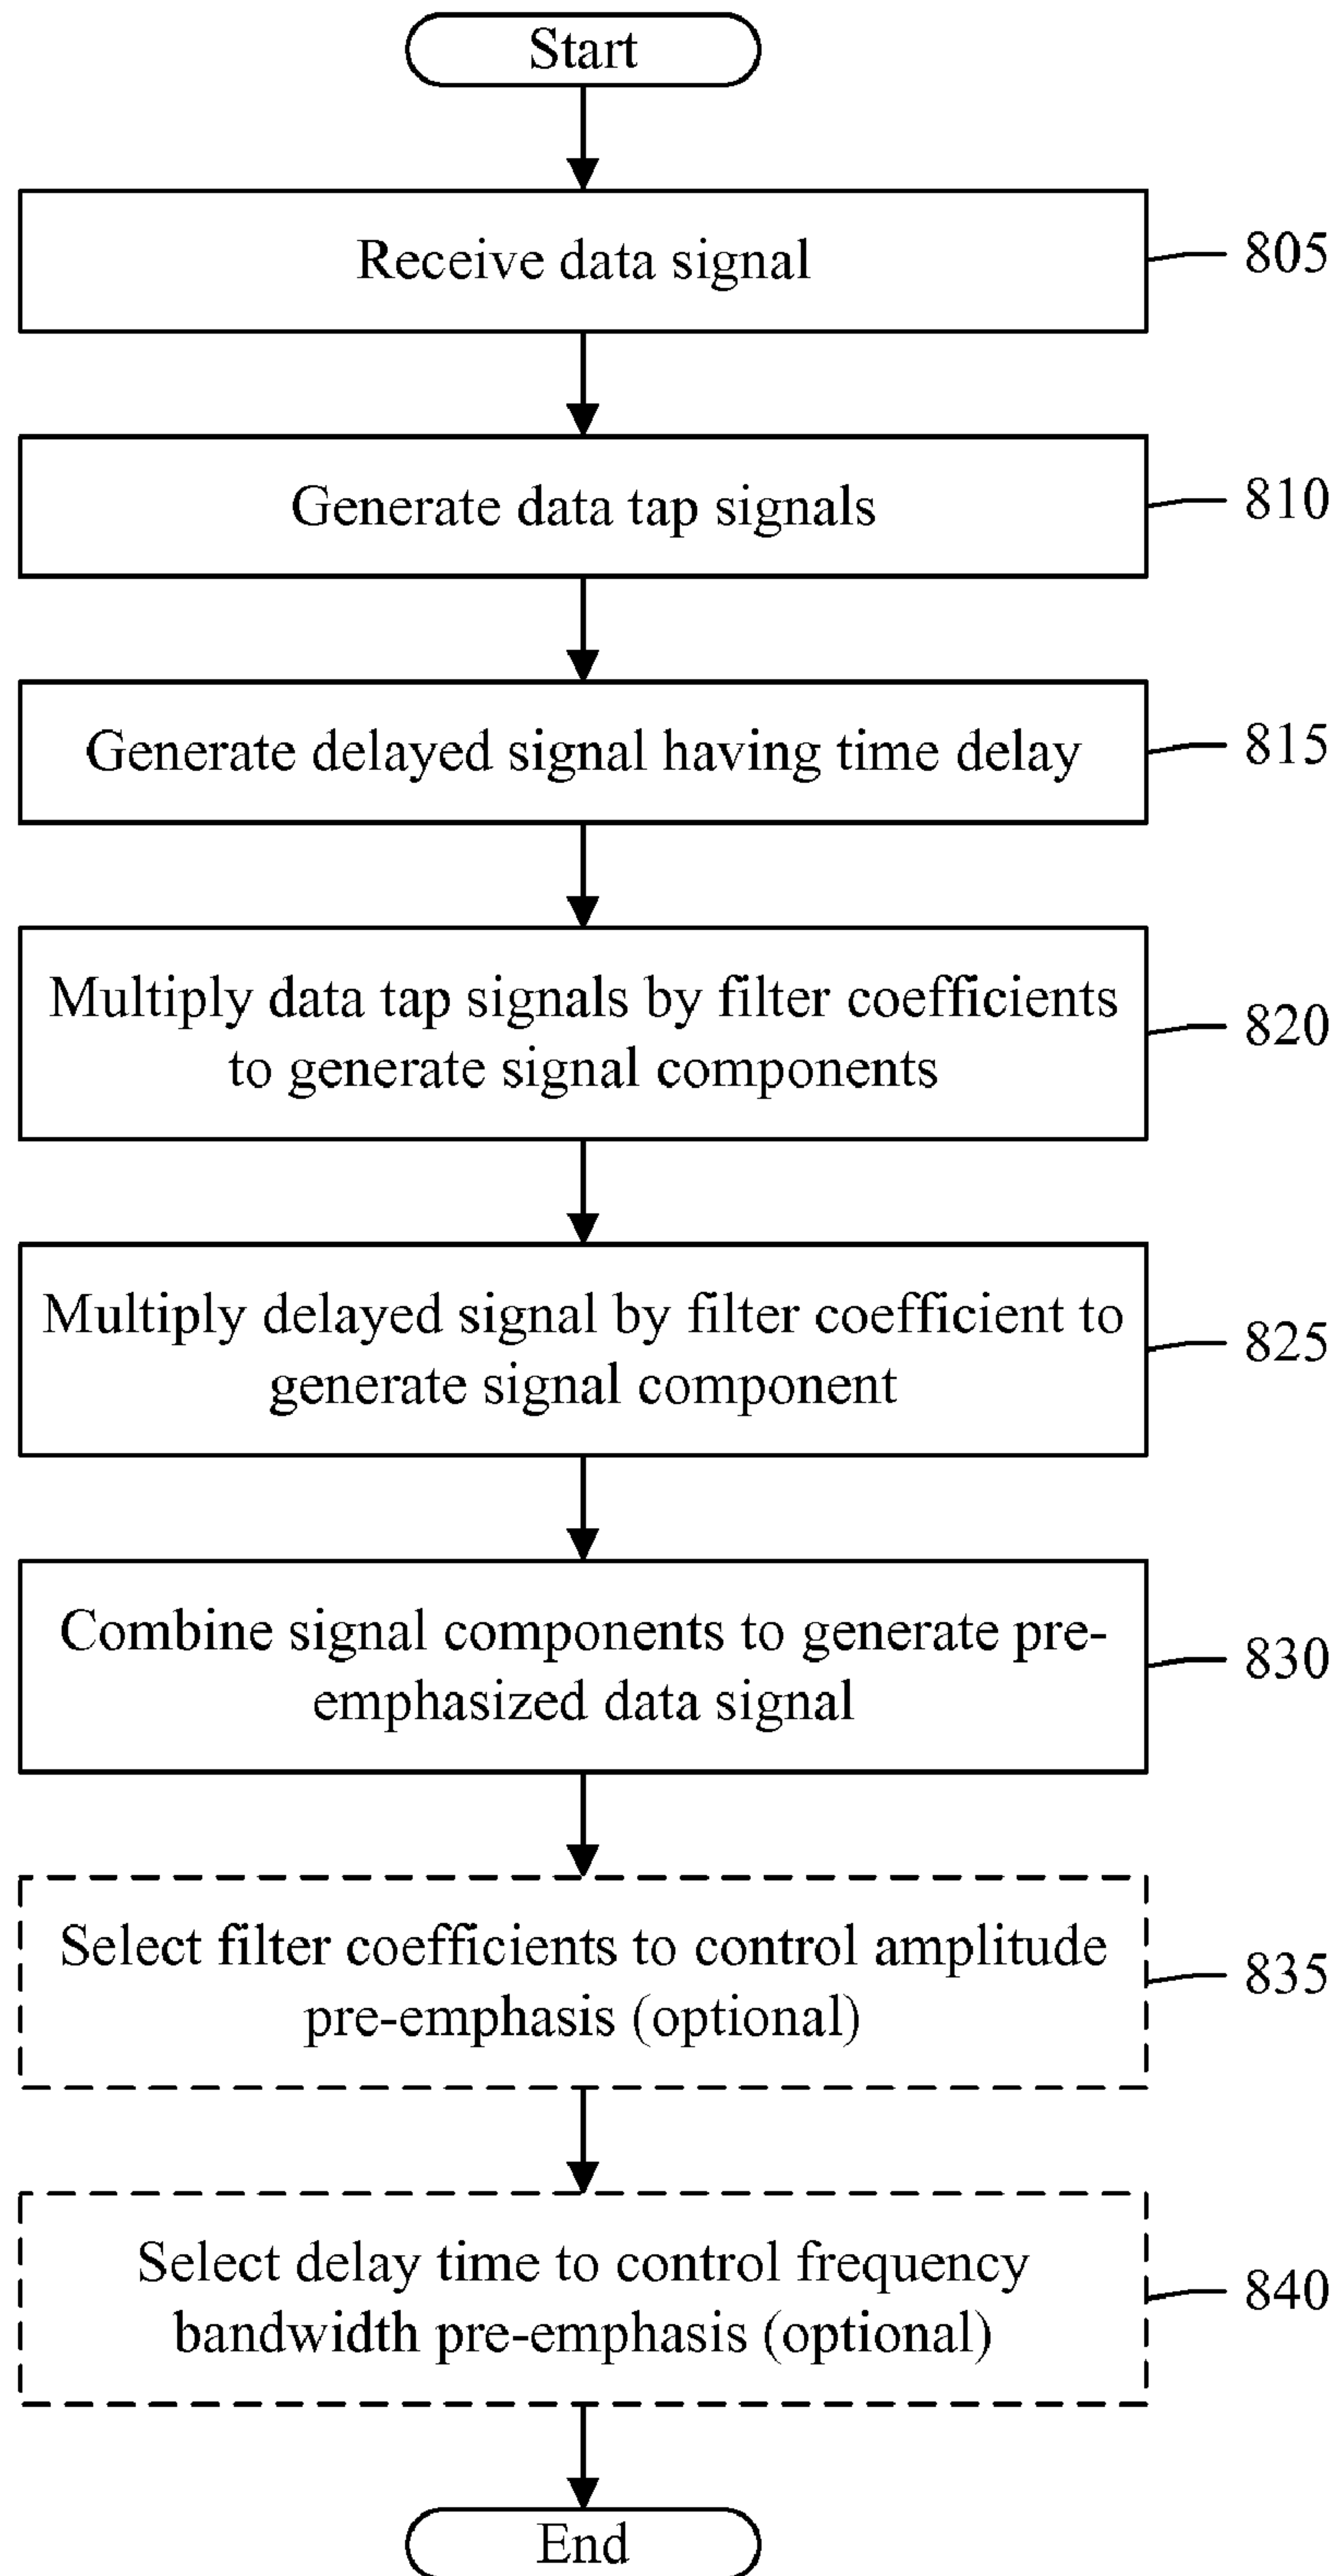 Start
Receive data signal
805
Generate data tap signals
810
Generate delayed signal having time delay
815
Multiply data tap signals by filter coefficients
to generate signal components
820
Multiply delayed signal by filter coefficient to
generate signal component
825
Combine signal components to generate pre-
emphasized data signal
830
Select filter coefficients to control amplitude
pre-emphasis (optional)
835
Select delay time to control frequency
bandwidth pre-emphasis (optional)
840
End